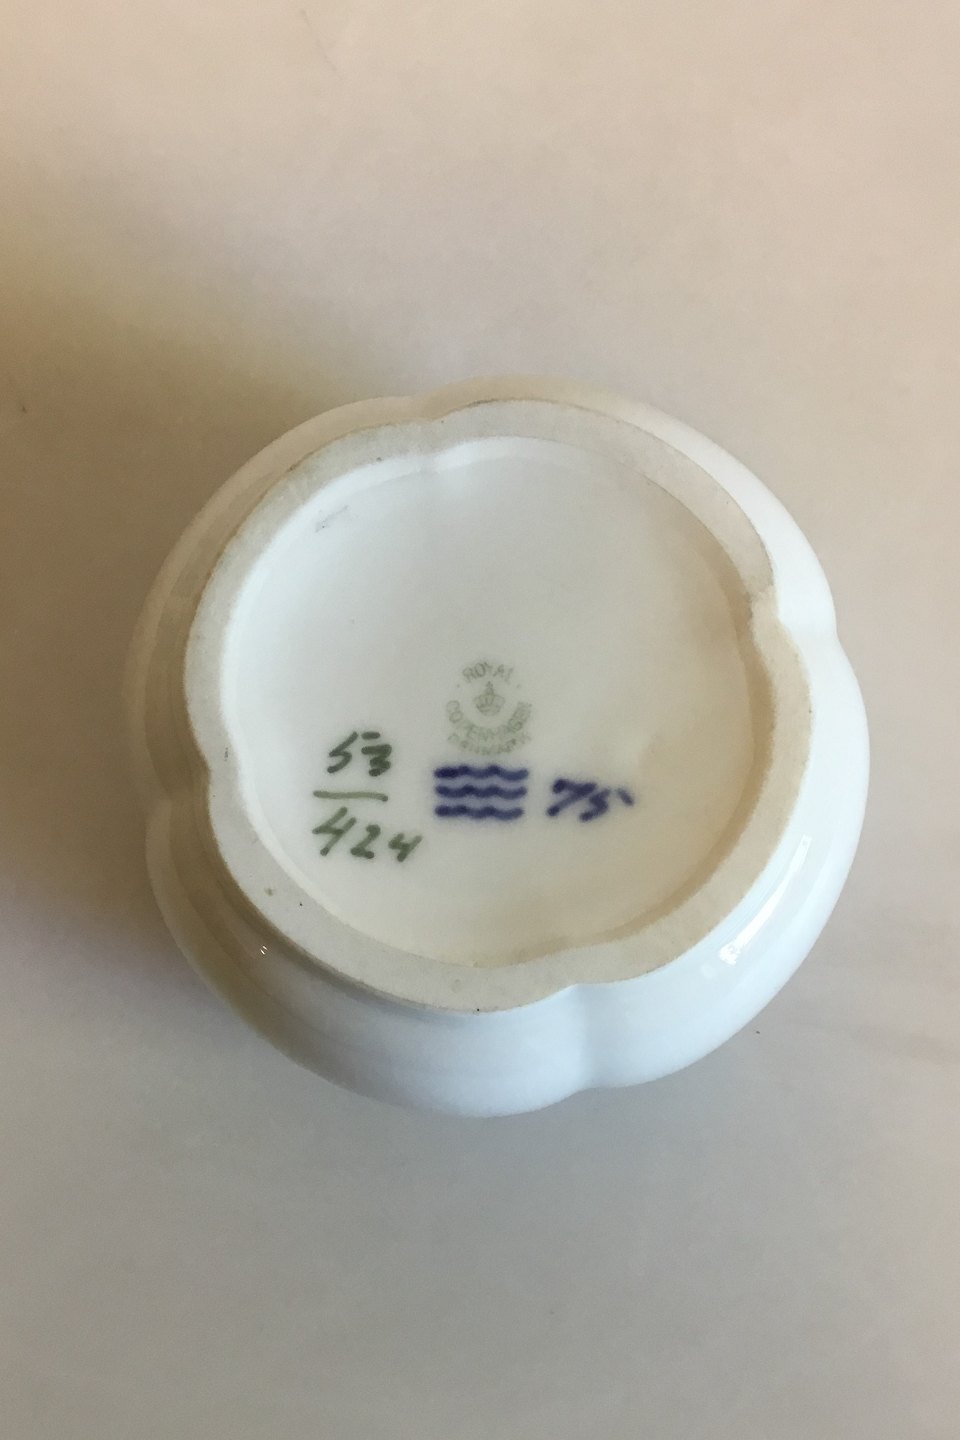 ROYAL
COPENHAGEN
DENMARK
53
424
75